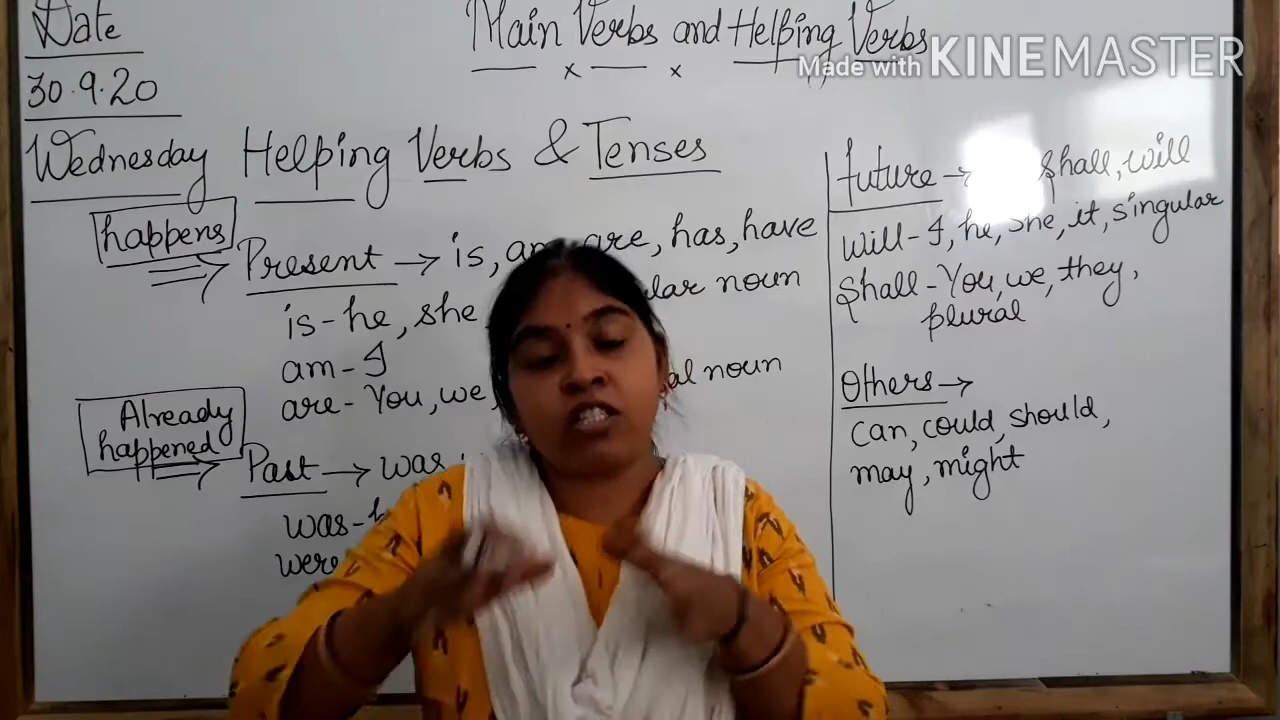 Date
30.9.20
Wednesday
Main Verbs and Helping Verbs
Made with KINEMASTER
Helping Verbs & Tenses
happens
Present → is, am, are, has, have
is - he, she noun
am - I
are - You, we, noun
Already
happened
Past → was
was -
were
future → shall, will
will - I, he, she, it, singular
shall - You, we, they,
plural
Others →
can, could, should,
may, might